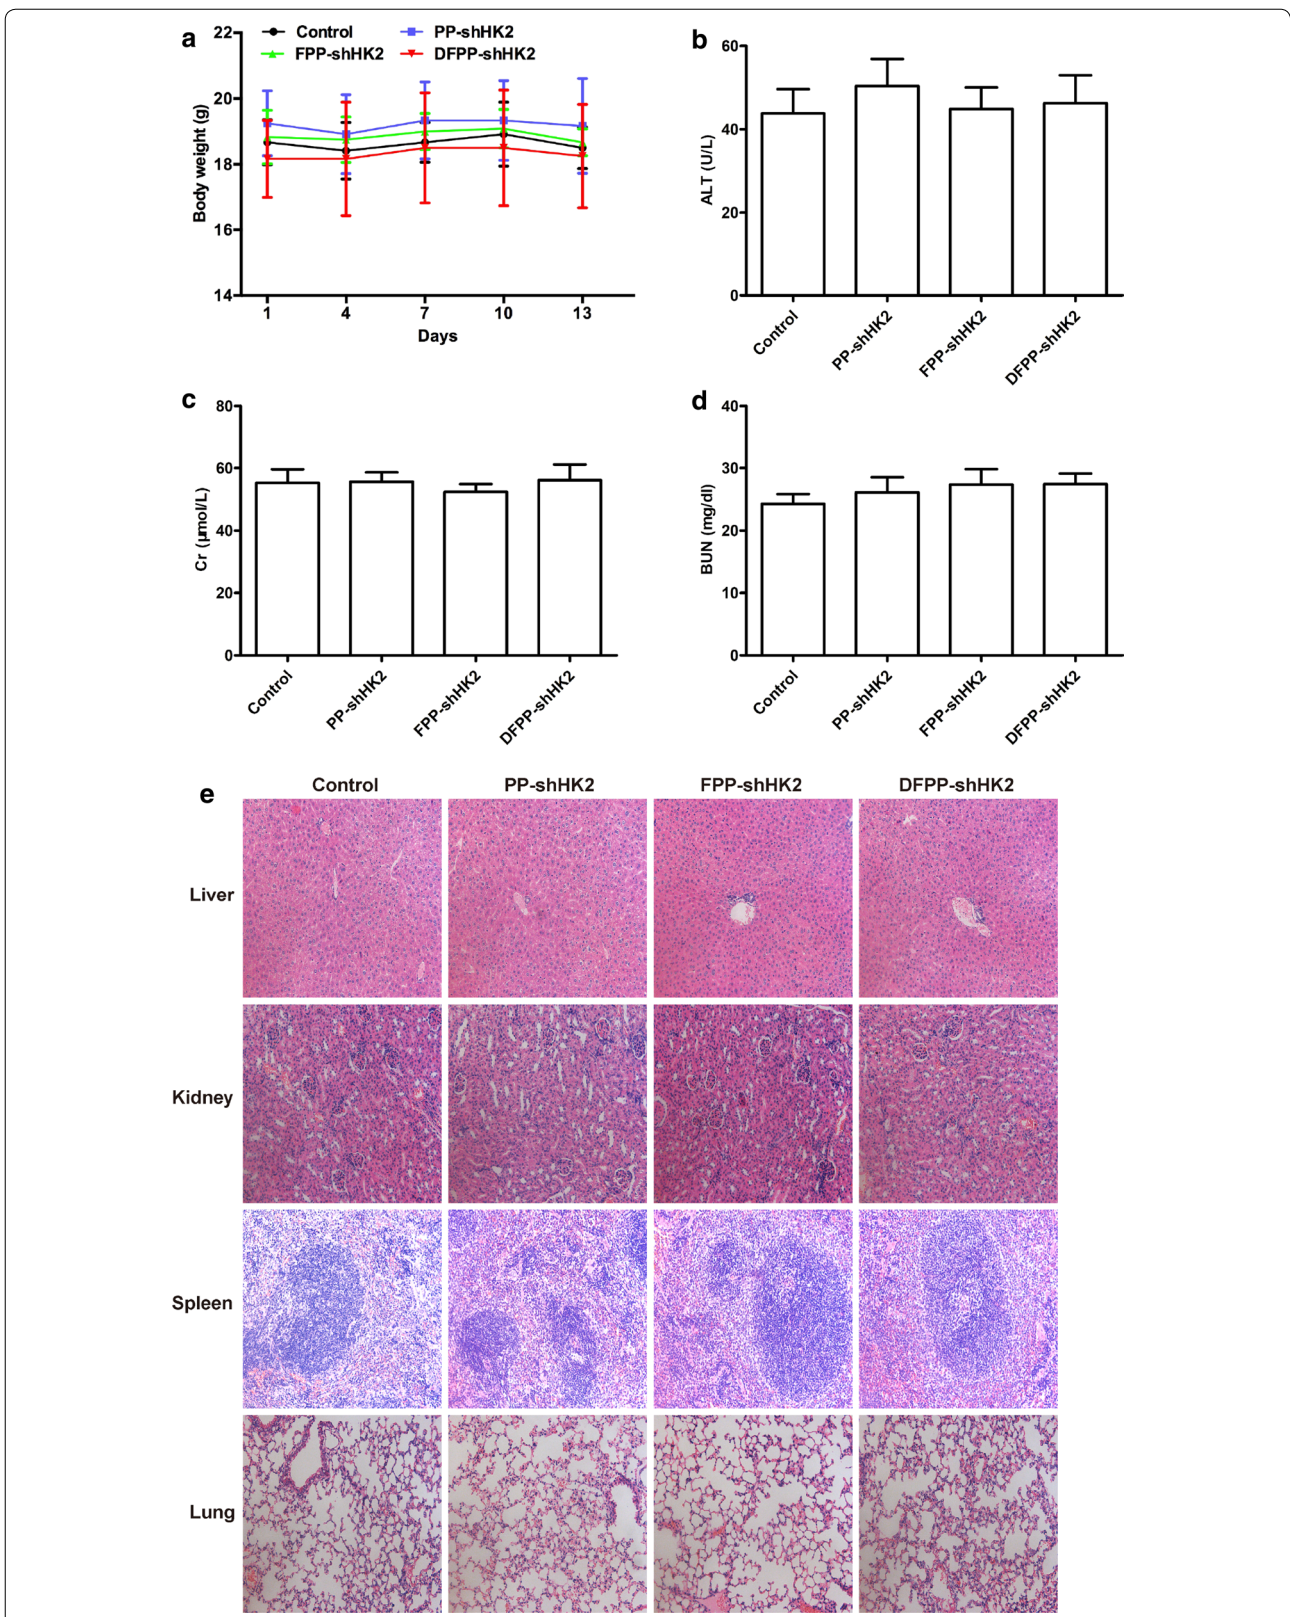 a
Control
PP-shHK2
FPP-shHK2
DFPP-shHK2
22
20
18
16
14
Body weight (g)
1 4 7 10 13
Days
b
60
40
20
0
ALT (U/L)
Control
PP-shHK2
FPP-shHK2
DFPP-shHK2
c
80
60
40
20
0
Cr (µmol/L)
Control
PP-shHK2
FPP-shHK2
DFPP-shHK2
d
40
30
20
10
0
BUN (mg/dl)
Control
PP-shHK2
FPP-shHK2
DFPP-shHK2
e
Control PP-shHK2 FPP-shHK2 DFPP-shHK2
Liver
Kidney
Spleen
Lung